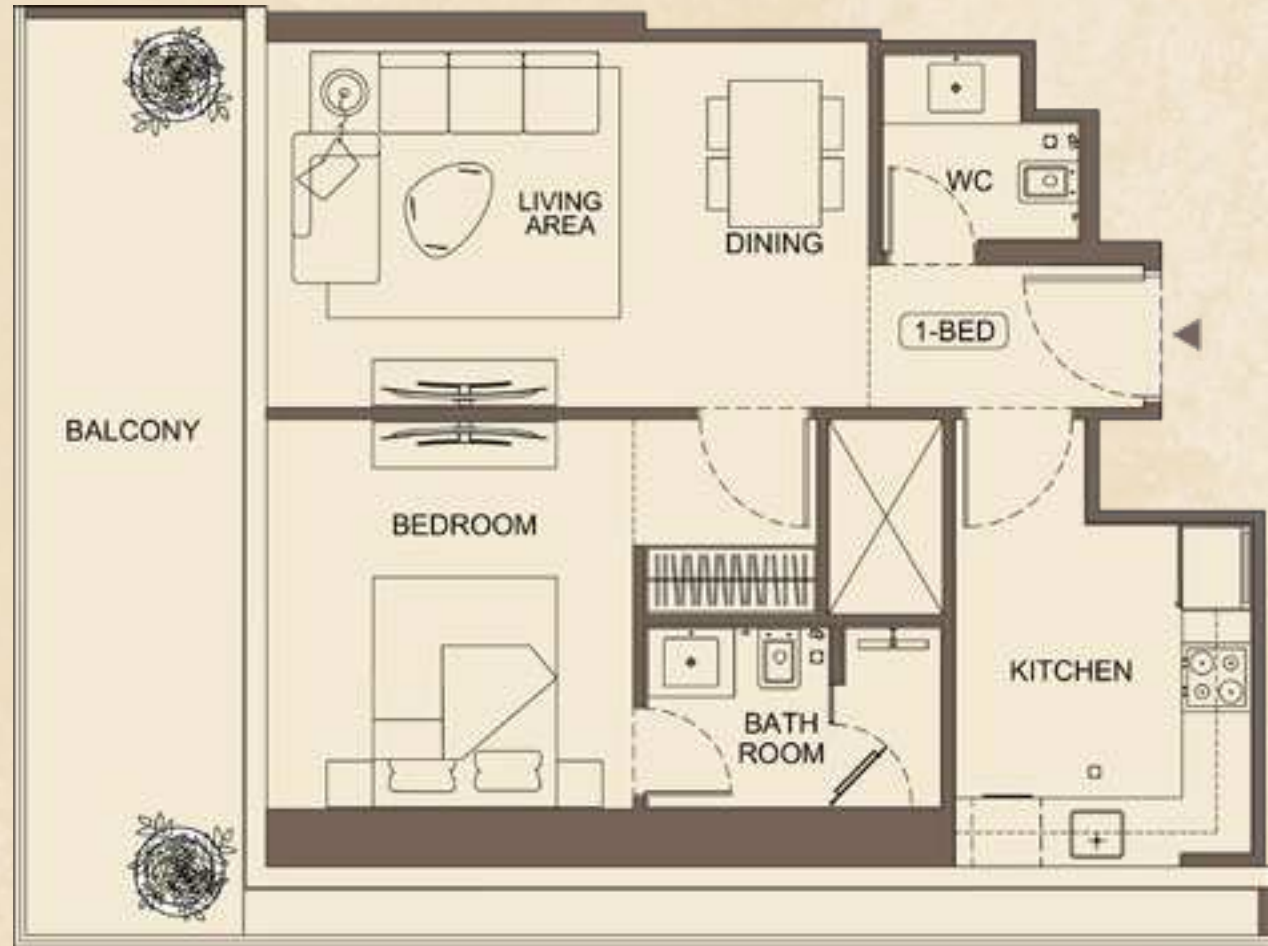 WC
LIVING
AREA
DINING
1-BED
BALCONY
BEDROOM
KITCHEN
BATH
ROOM